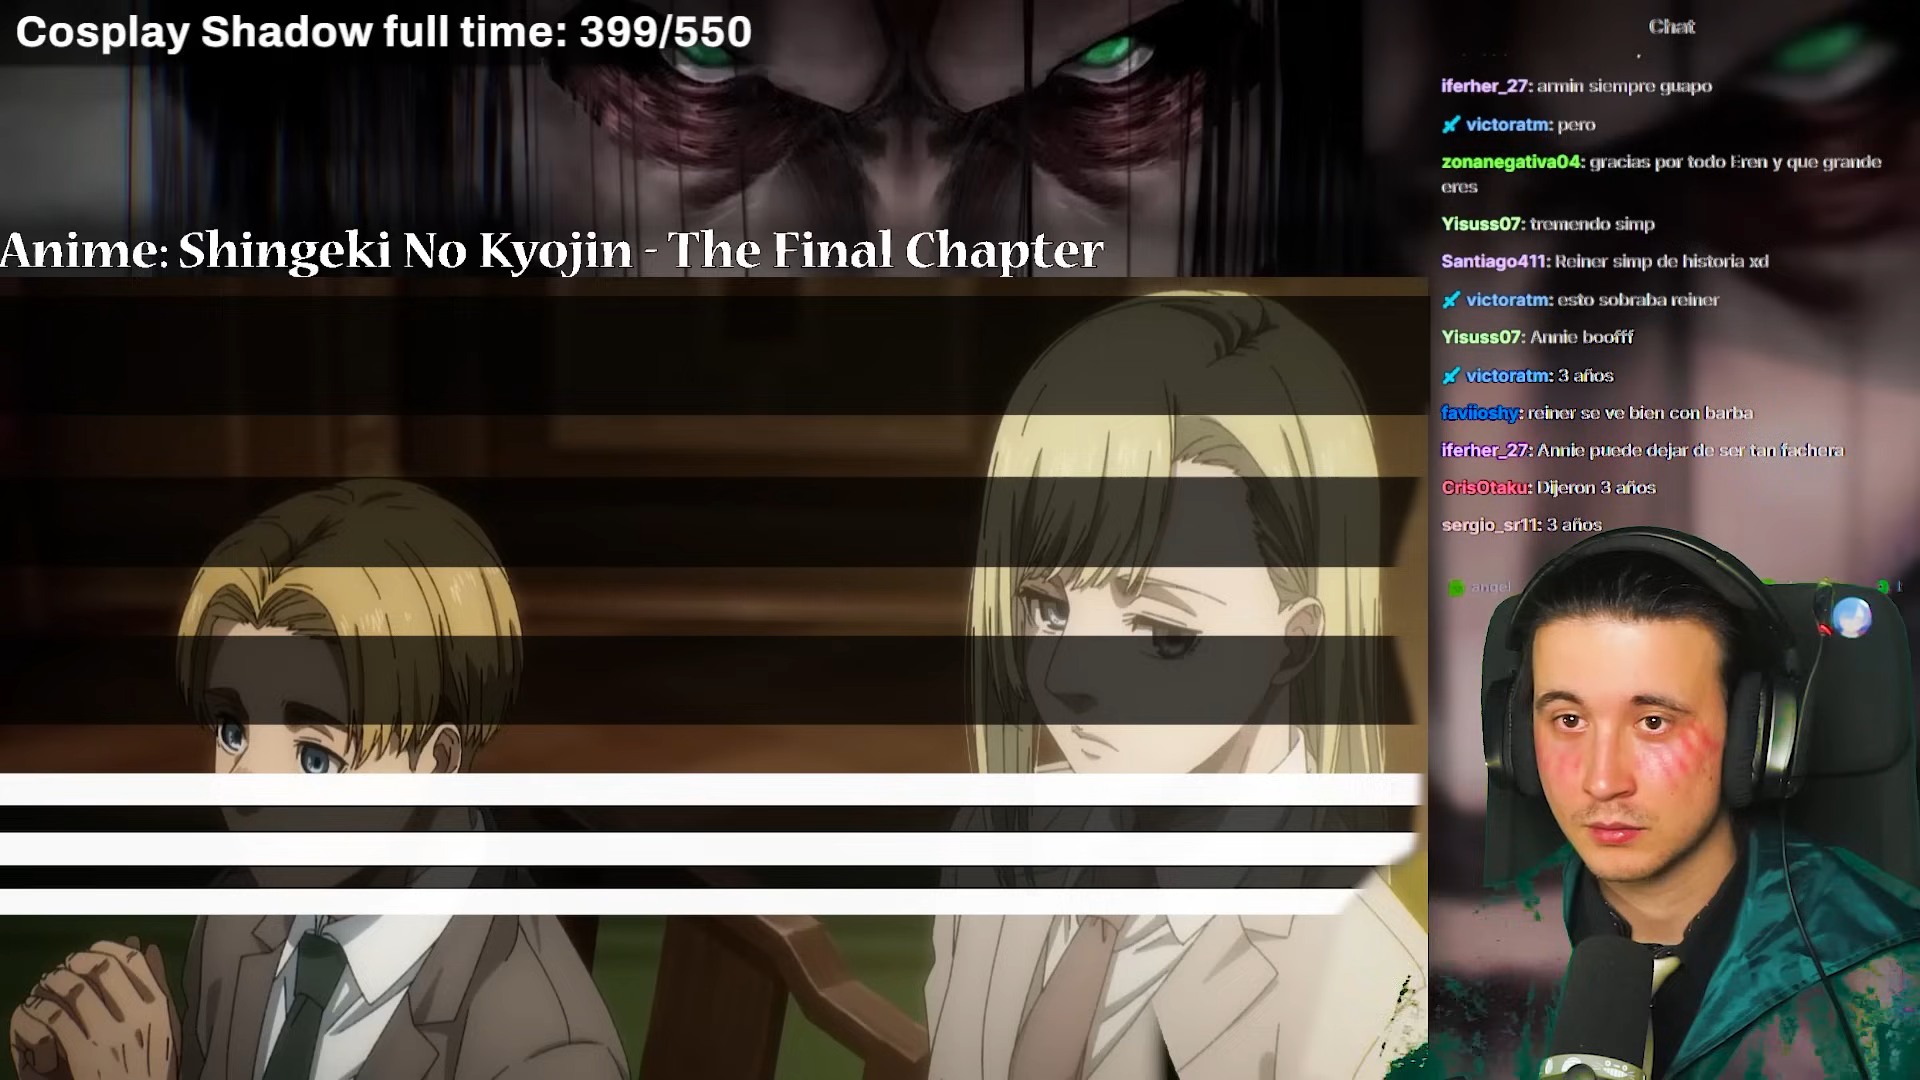 Cosplay Shadow full time: 399/550
Anime: Shingeki No Kyojin - The Final Chapter
Chat
iferher_27: armin siempre guapo
victoratm: pero
zonanegativa04: gracias por todo Eren y que grande
eres
Yisuss07: tremendo simp
Santiago411: Reiner simp de historia xd
victoratm: esto sobraba reiner
Yisuss07: Annie boofff
victoratm: 3 años
faviioshy: reiner se ve bien con barba
iferher_27: Annie puede dejar de ser tan fachera
CrisOtaku: Dijeron 3 años
sergio_sr11: 3 años
angel